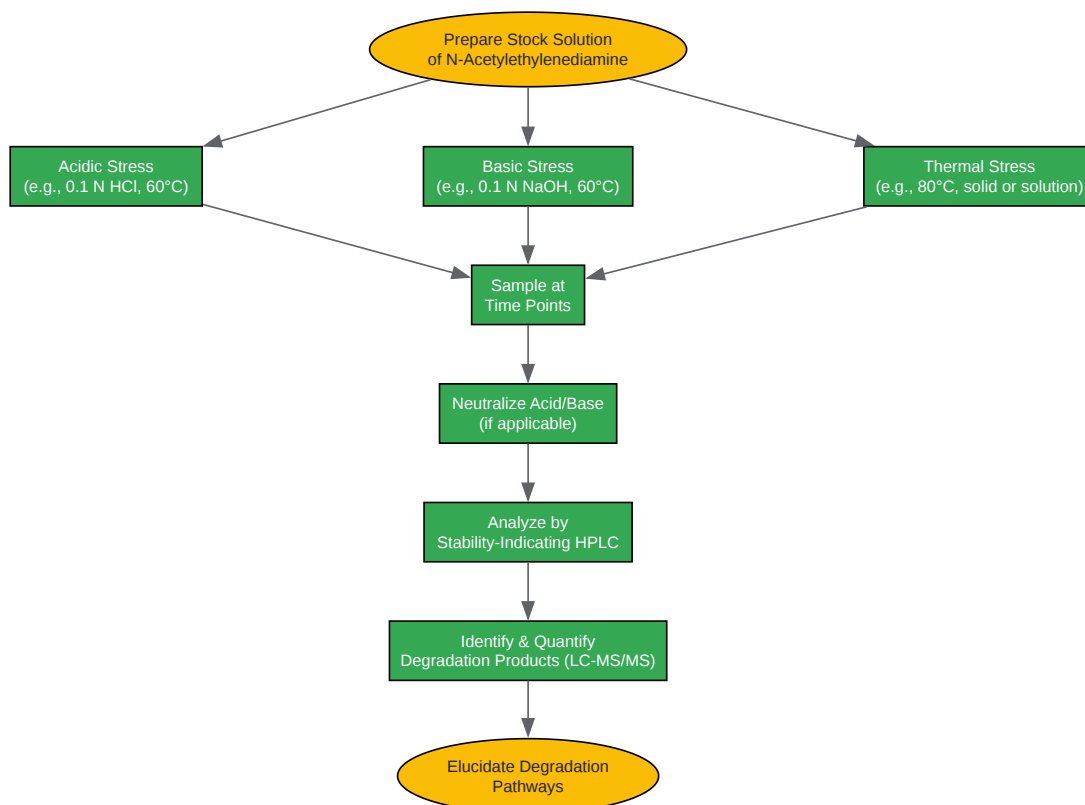 Prepare Stock Solution
of N-Acetylethylenediamine
Acidic Stress
(e.g., 0.1 N HCl, 60°C)
Basic Stress
(e.g., 0.1 N NaOH, 60°C)
Thermal Stress
(e.g., 80°C, solid or solution)
Sample at
Time Points
Neutralize Acid/Base
(if applicable)
Analyze by
Stability-Indicating HPLC
Identify & Quantify
Degradation Products (LC-MS/MS)
Elucidate Degradation
Pathways